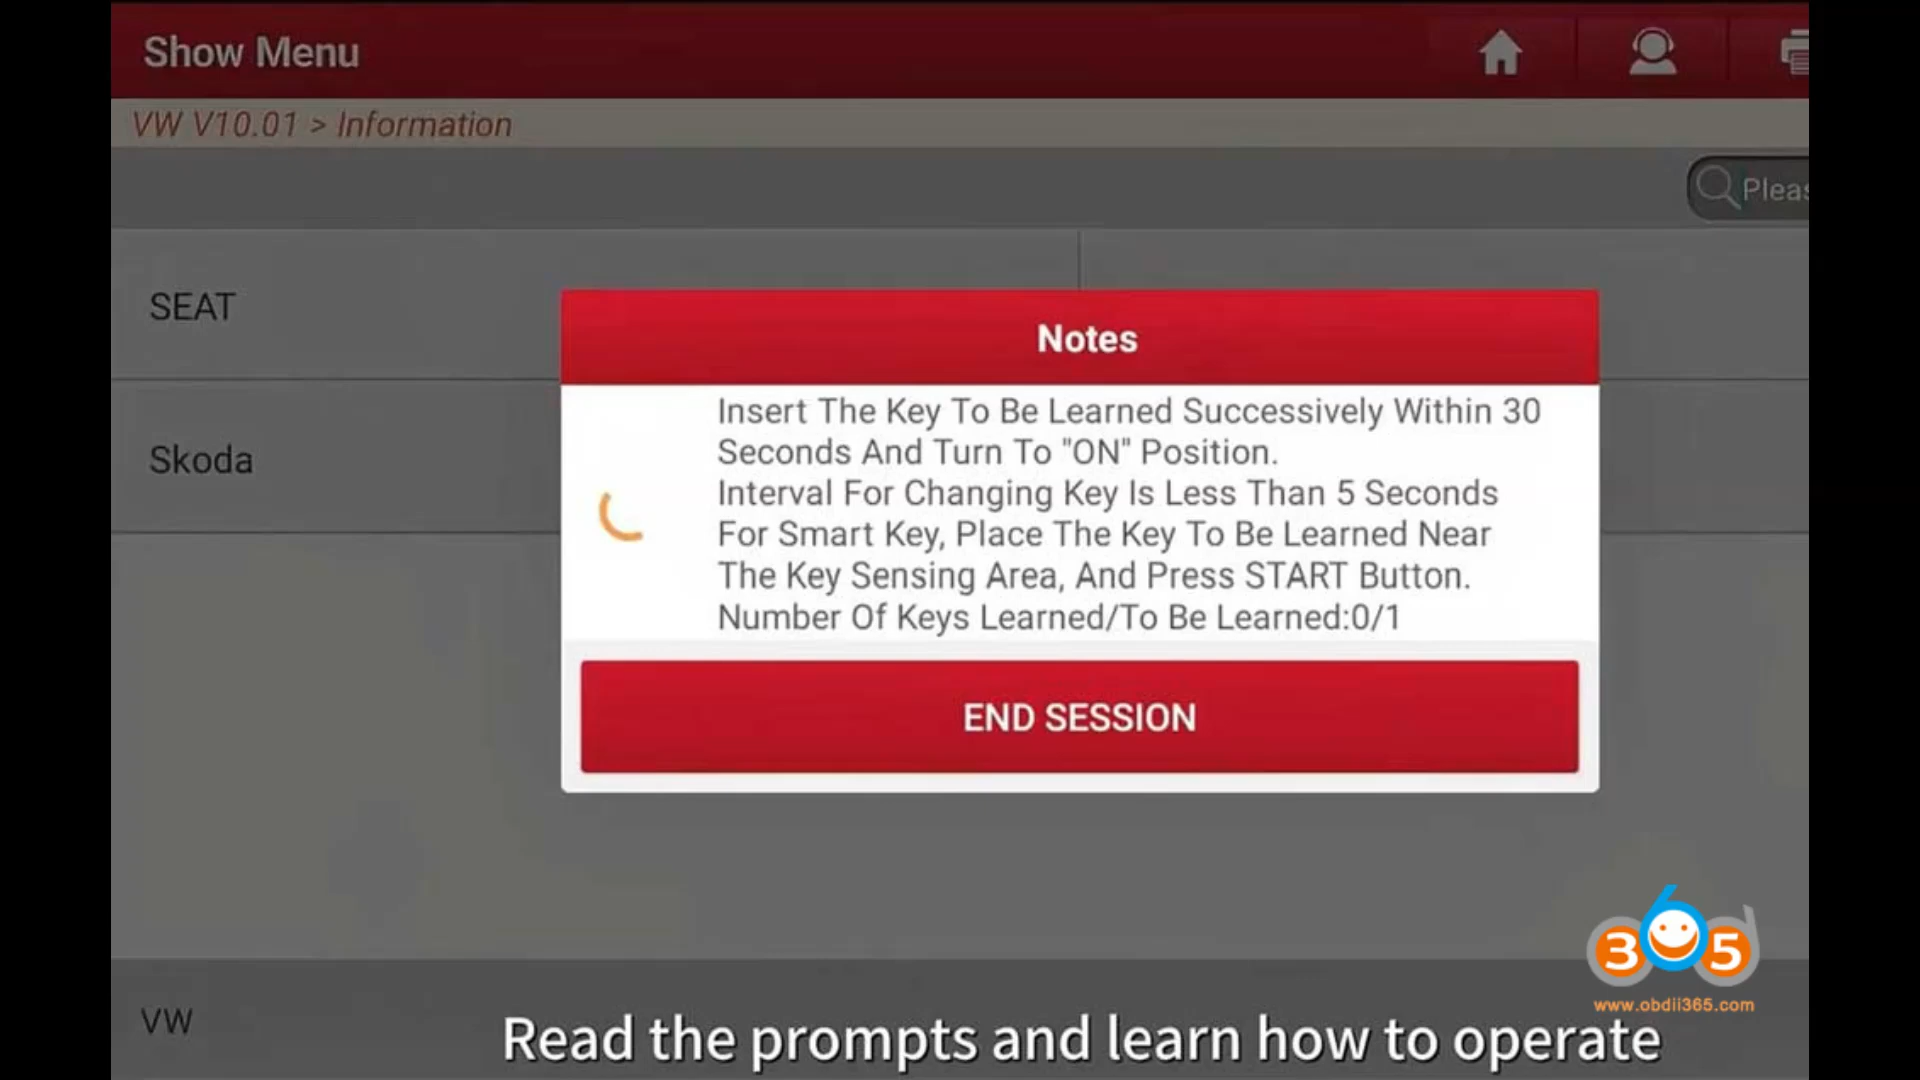 Show Menu
VW V10.01 > Information
Pleas
SEAT
Skoda
Notes
Insert The Key To Be Learned Successively Within 30
Seconds And Turn To "ON" Position.
Interval For Changing Key Is Less Than 5 Seconds
For Smart Key, Place The Key To Be Learned Near
The Key Sensing Area, And Press START Button.
Number Of Keys Learned/To Be Learned:0/1
END SESSION
365
www.obdii365.com
VW
Read the prompts and learn how to operate